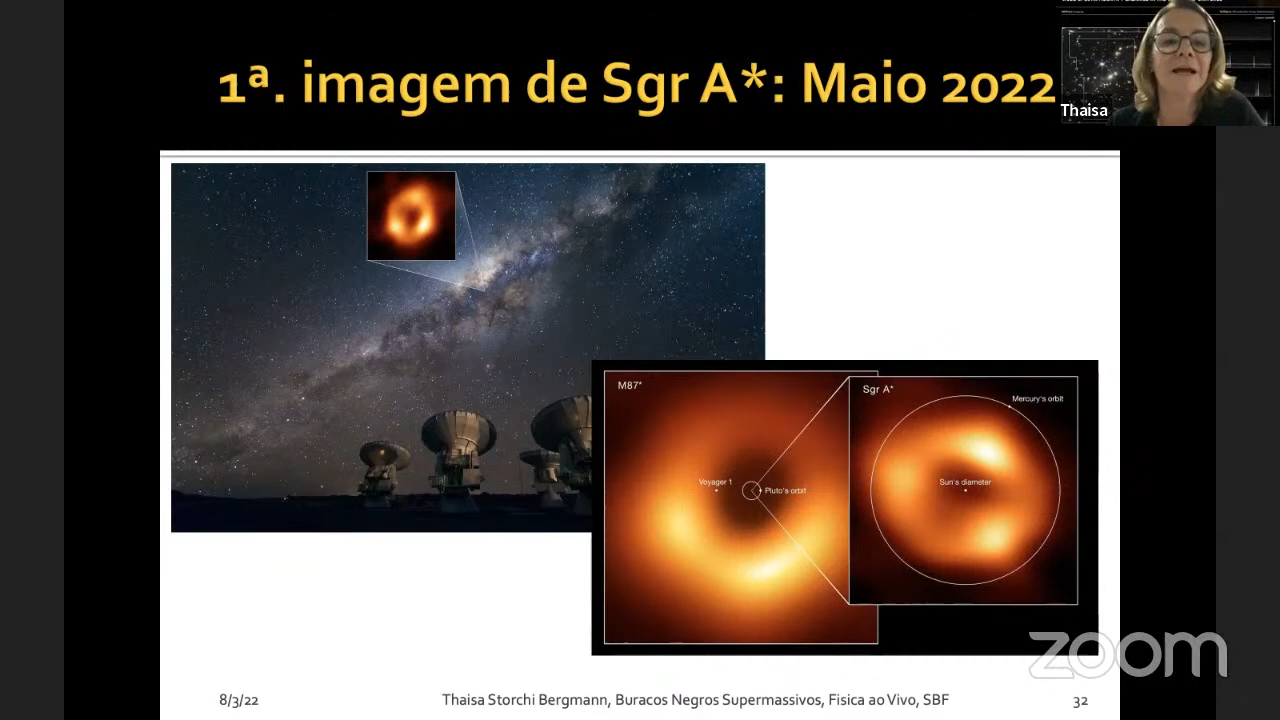 1ª. imagem de Sgr A*: Maio 2022
Thaisa
M87*
Sgr A*
Mercury's orbit
Voyager 1
Pluto's orbit
Sun's diameter
zoom
8/3/22
Thaisa Storchi Bergmann, Buracos Negros Supermassivos, Fisica ao Vivo, SBF
32